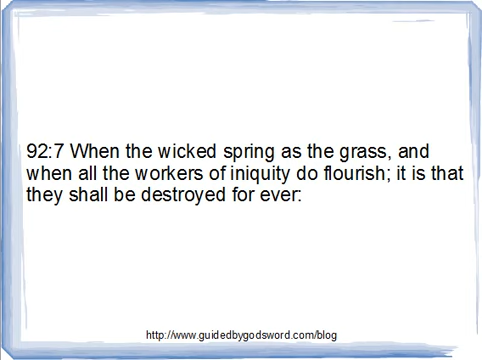 92:7 When the wicked spring as the grass, and
when all the workers of iniquity do flourish; it is that
they shall be destroyed for ever:
http://www.guidedbygodsword.com/blog